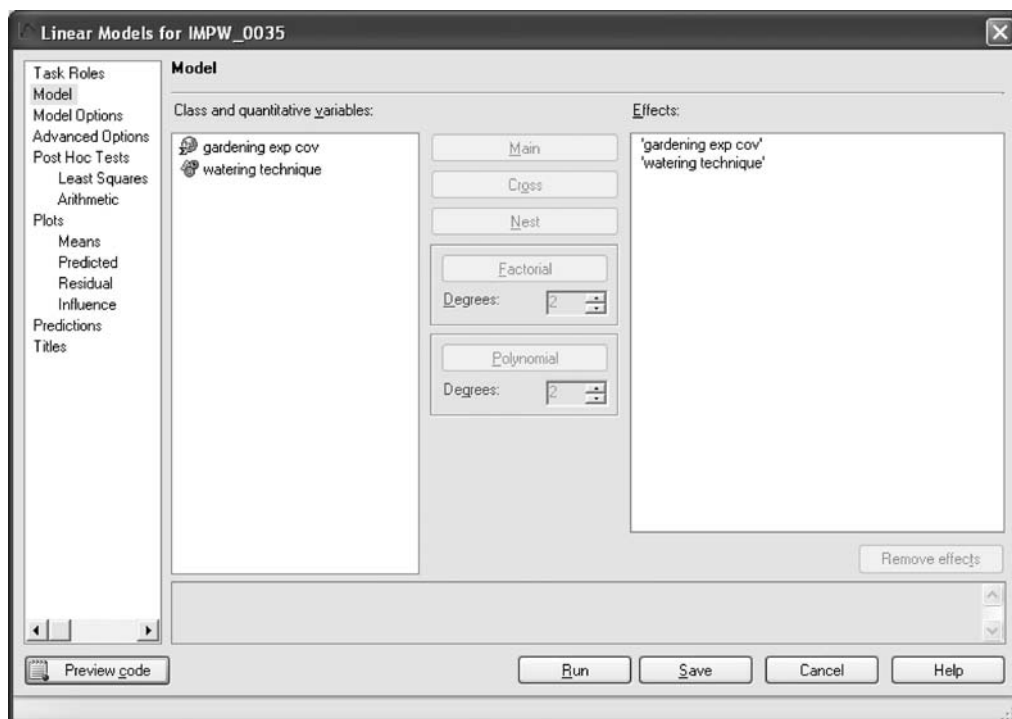 Linear Models for IMPW_0035
Task Roles
Model
Model Options
Advanced Options
Post Hoc Tests
Least Squares
Arithmetic
Plots
Means
Predicted
Residual
Influence
Predictions
Titles
Model
Class and quantitative variables:
gardening exp cov
watering technique
Main
Cross
Nest
Factorial
Degrees: 2
Polynomial
Degrees: 2
Effects:
'gardening exp cov'
'watering technique'
Remove effects
Preview code
Run
Save
Cancel
Help